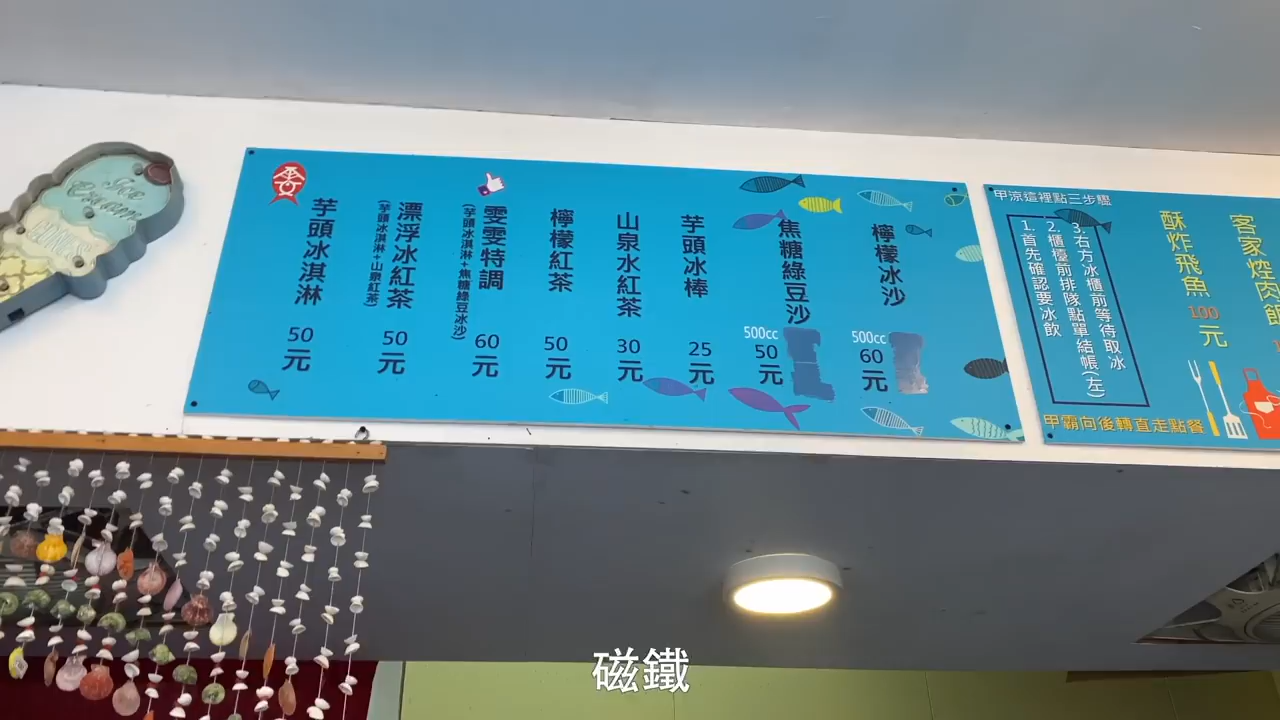 Ice
Cream
芋頭冰淇淋
50元
漂浮冰紅茶
(芋頭冰淇淋+山泉紅茶)
50元
雯雯特調
(芋頭冰淇淋+焦糖綠豆冰沙)
60元
檸檬紅茶
50元
山泉水紅茶
30元
芋頭冰棒
25元
焦糖綠豆沙
500cc
50元
檸檬冰沙
500cc
60元
甲涼這裡點三步驟
1.首先確認要冰飲
2.櫃檯前排隊點單結帳(左)
3.右方冰櫃前等待取冰
酥炸飛魚
100元
客家焢肉飯
甲霸向後轉直走點餐
磁鐵